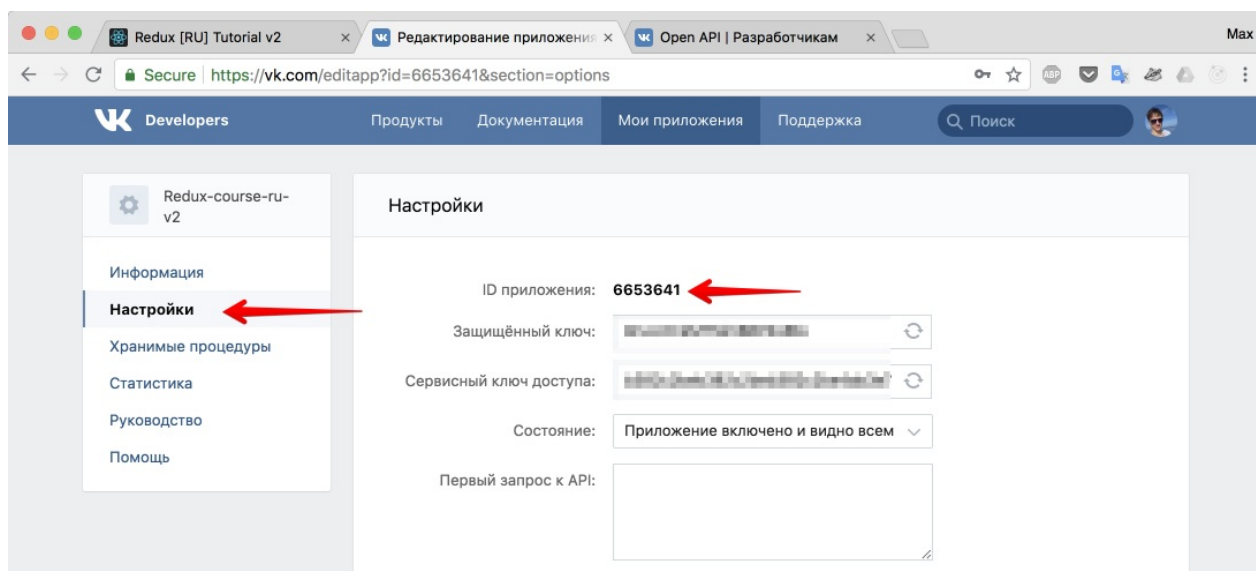 Redux [RU] Tutorial v2
Редактирование приложения
Open API | Разработчикам
Max
Secure
https://vk.com/editapp?id=6653641&section=options
ABP
Developers
Продукты
Документация
Мои приложения
Поддержка
Поиск
Redux-course-ru-
v2
Информация
Настройки
Хранимые процедуры
Статистика
Руководство
Помощь
Настройки
ID приложения: 6653641
Защищённый ключ:
Сервисный ключ доступа:
Состояние: Приложение включено и видно всем
Первый запрос к API: